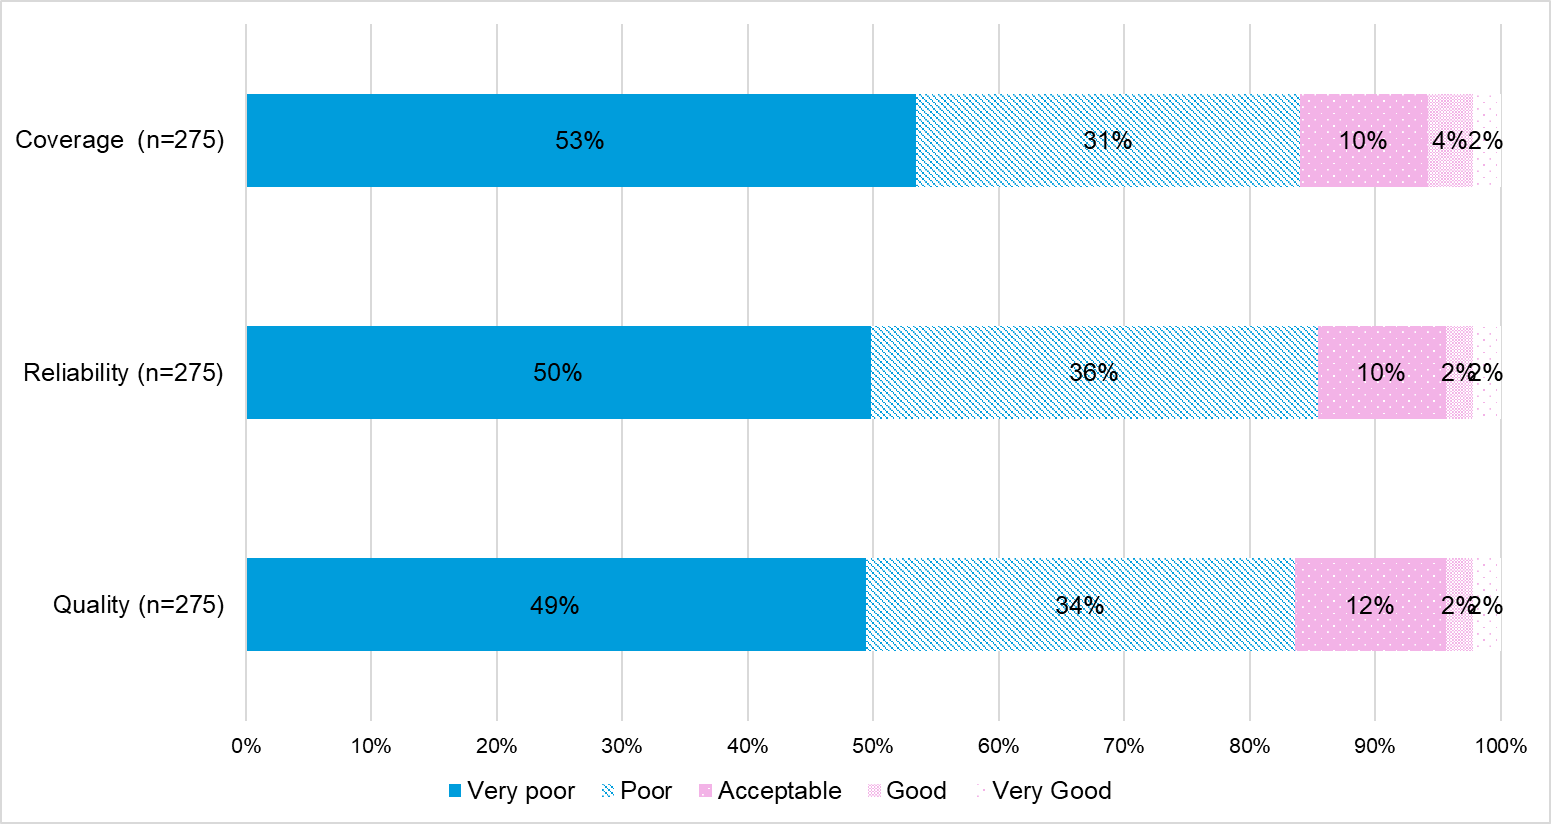 Coverage  (n=275)
53% 31% 10% 4% 2%
Reliability (n=275)
50% 36% 10% 2% 2%
Quality (n=275)
49% 34% 12% 2% 2%
0% 10% 20% 30% 40% 50% 60% 70% 80% 90% 100%
Very poor Poor Acceptable Good Very Good